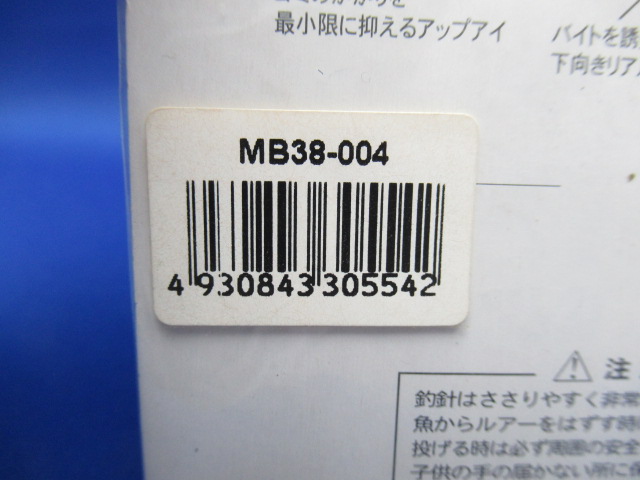 最小限に抑えるアップアイ
バイトを誘
下向きリア
MB38-004
4 930843 305542
注
釣針はささりやすく非常
魚からルアーをはずす時
投げる時は必ず周囲の安全
子供の手の届かない所に